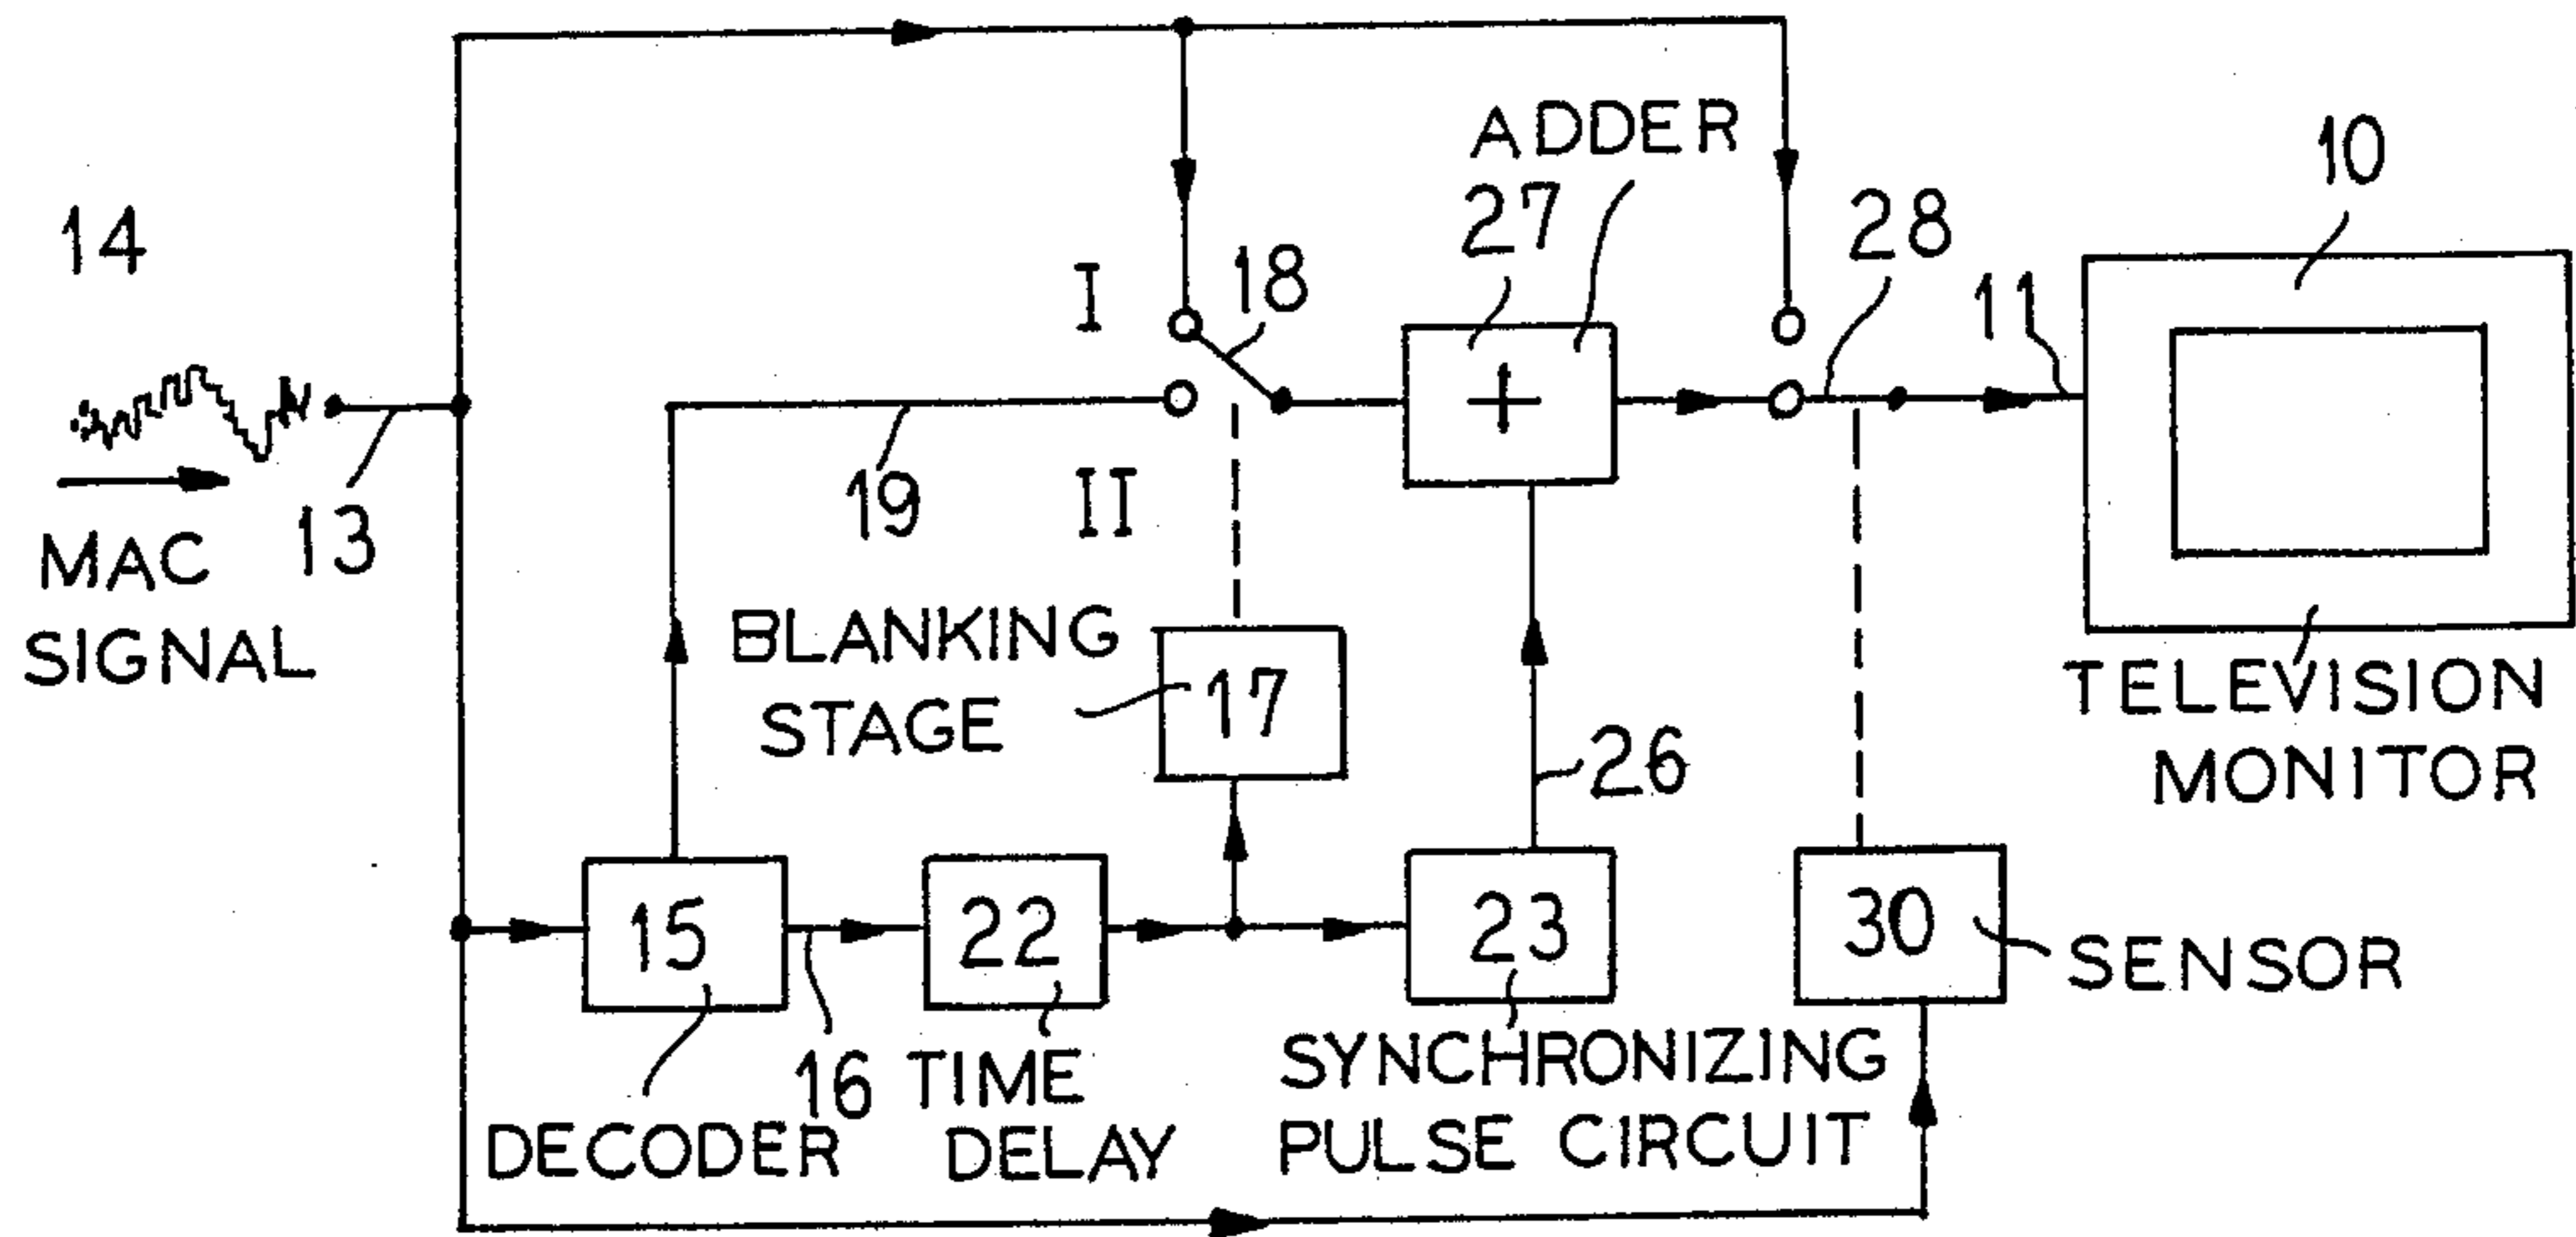 ADDER
10
14
27
28
I
18
11
MAC
SIGNAL
13
19
II
BLANKING
STAGE
17
26
TELEVISION
MONITOR
15
22
23
30
SENSOR
DECODER
16
TIME
DELAY
SYNCHRONIZING
PULSE CIRCUIT
+